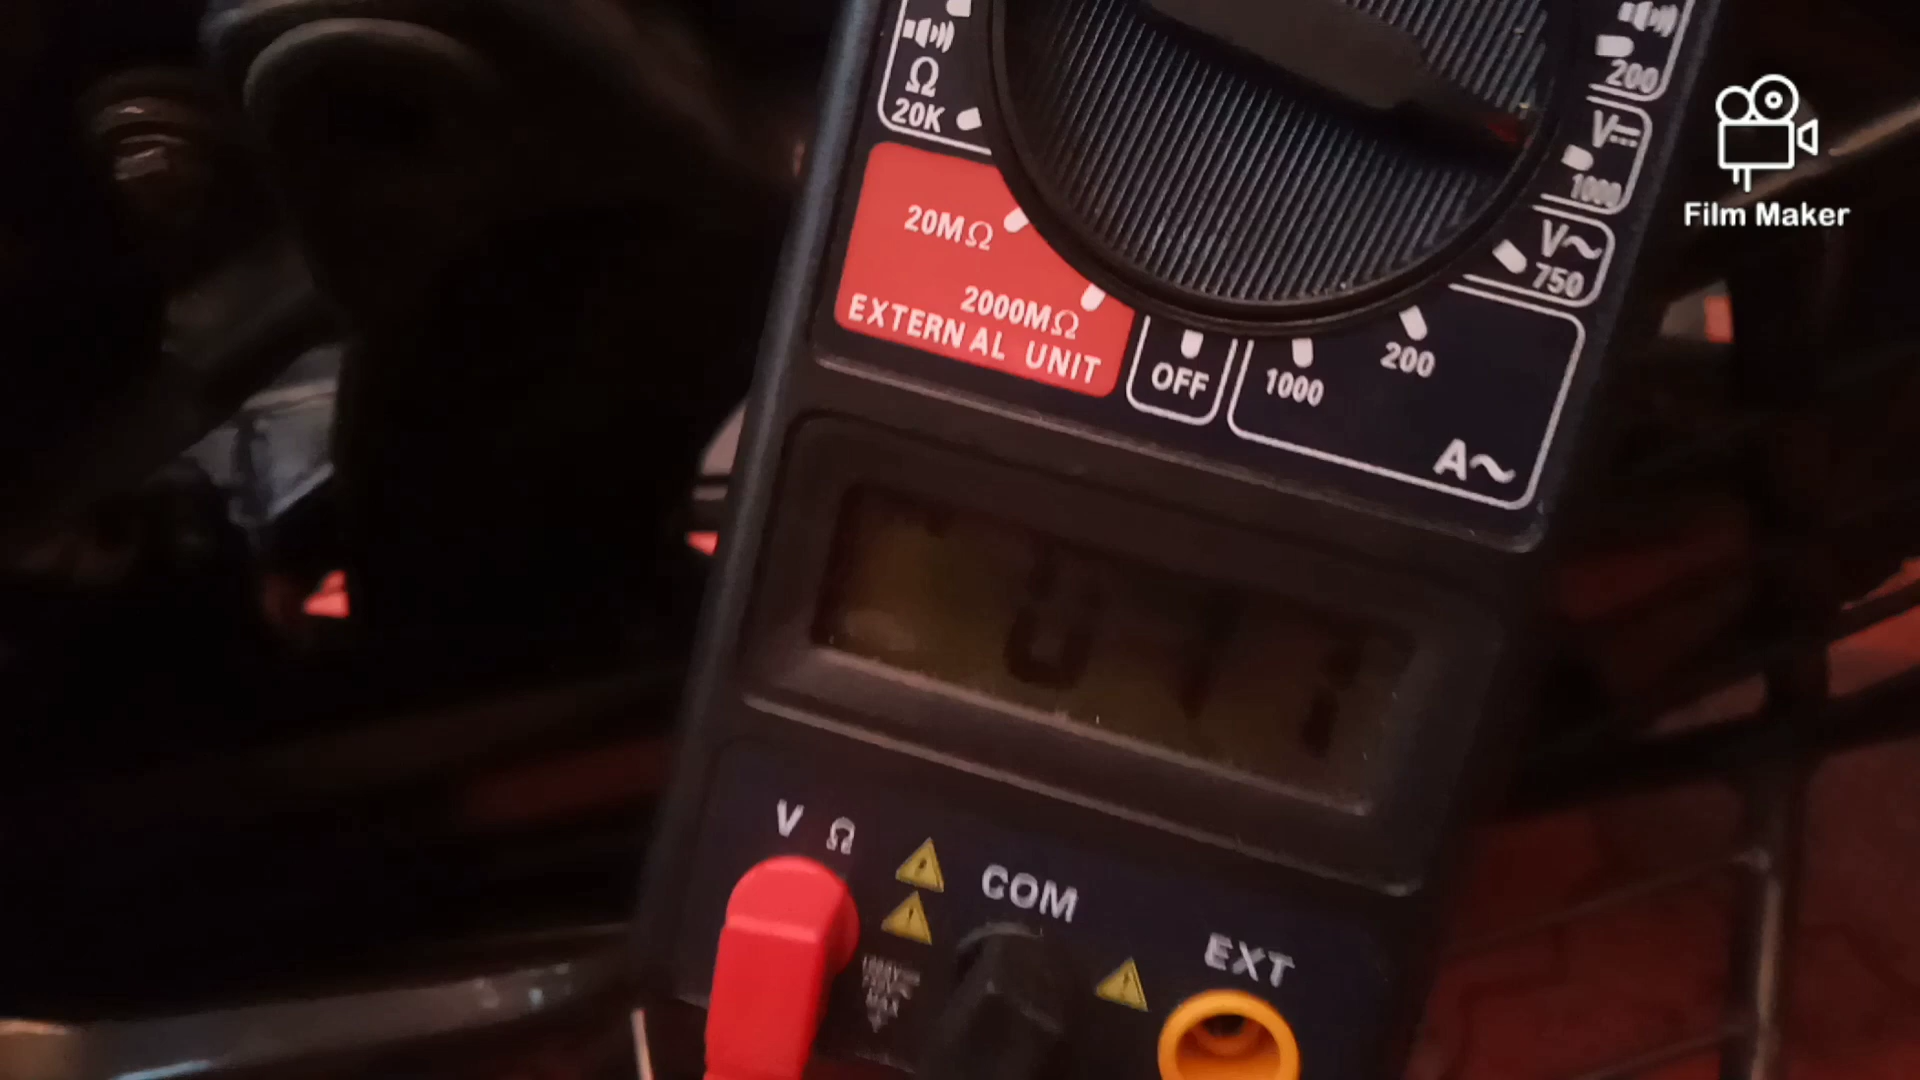 Ω
20K
200
V
1000
V~
750
20MΩ
2000MΩ
EXTERNAL UNIT
OFF
1000
200
A~
Film Maker
V Ω
COM
EXT